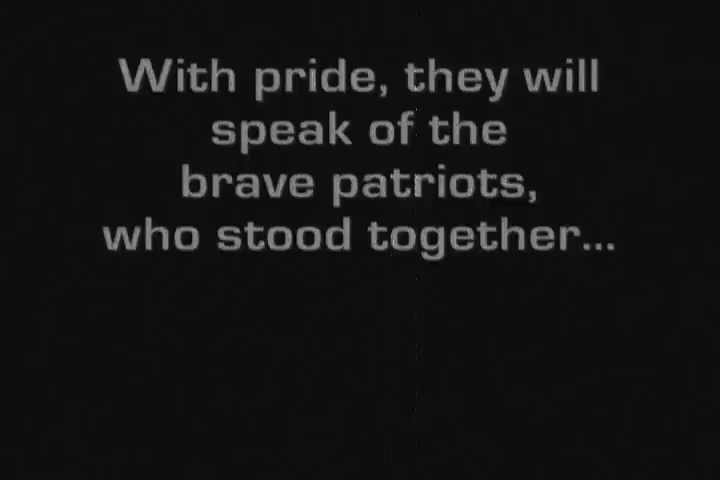 With pride, they will
speak of the
brave patriots,
who stood together...